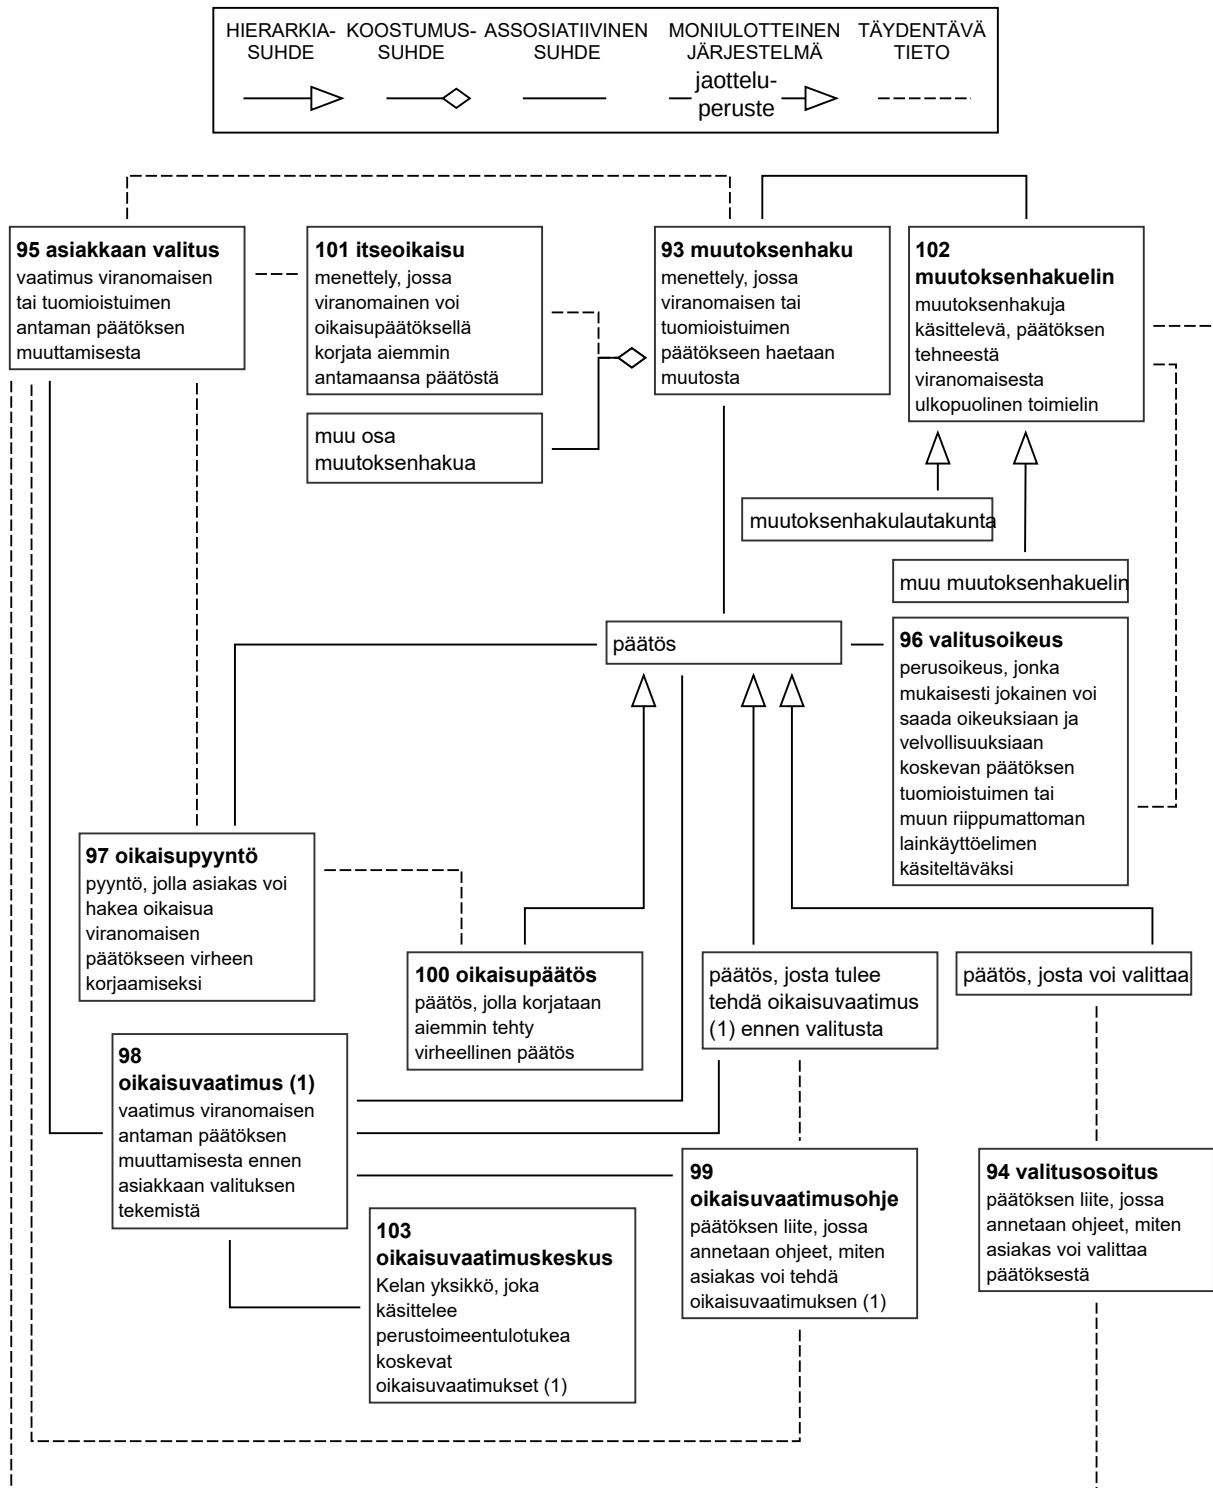 HIERARKIA-
SUHDE
KOOSTUMUS-
SUHDE
ASSOSIATIIVINEN
SUHDE
MONIULOTTEINEN
JÄRJESTELMÄ
TÄYDENTÄVÄ
TIETO
jaottelu-
peruste
95 asiakkaan valitus
vaatimus viranomaisen
tai tuomioistuimen
antaman päätöksen
muuttamisesta
101 itseoikaisu
menettely, jossa
viranomainen voi
oikaisupäätöksellä
korjata aiemmin
antamaansa päätöstä
93 muutoksenhaku
menettely, jossa
viranomaisen tai
tuomioistuimen
päätökseen haetaan
muutosta
102
muutoksenhakuelin
muutoksenhakuja
käsittelevä, päätöksen
tehneestä
viranomaisesta
ulkopuolinen toimielin
muu osa
muutoksenhakua
muutoksenhakulautakunta
muu muutoksenhakuelin
päätös
96 valitusoikeus
perusoikeus, jonka
mukaisesti jokainen voi
saada oikeuksiaan ja
velvollisuuksiaan
koskevan päätöksen
tuomioistuimen tai
muun riippumattoman
lainkäyttöelimen
käsiteltäväksi
97 oikaisupyyntö
pyyntö, jolla asiakas voi
hakea oikaisua
viranomaisen
päätökseen virheen
korjaamiseksi
100 oikaisupäätös
päätös, jolla korjataan
aiemmin tehty
virheellinen päätös
päätös, josta tulee
tehdä oikaisuvaatimus
(1) ennen valitusta
päätös, josta voi valittaa
98
oikaisuvaatimus (1)
vaatimus viranomaisen
antaman päätöksen
muuttamisesta ennen
asiakkaan valituksen
tekemistä
99
oikaisuvaatimusohje
päätöksen liite, jossa
annetaan ohjeet, miten
asiakas voi tehdä
oikaisuvaatimuksen (1)
94 valitusosoitus
päätöksen liite, jossa
annetaan ohjeet, miten
asiakas voi valittaa
päätöksestä
103
oikaisuvaatimuskeskus
Kelan yksikkö, joka
käsittelee
perustoimeentulotukea
koskevat
oikaisuvaatimukset (1)